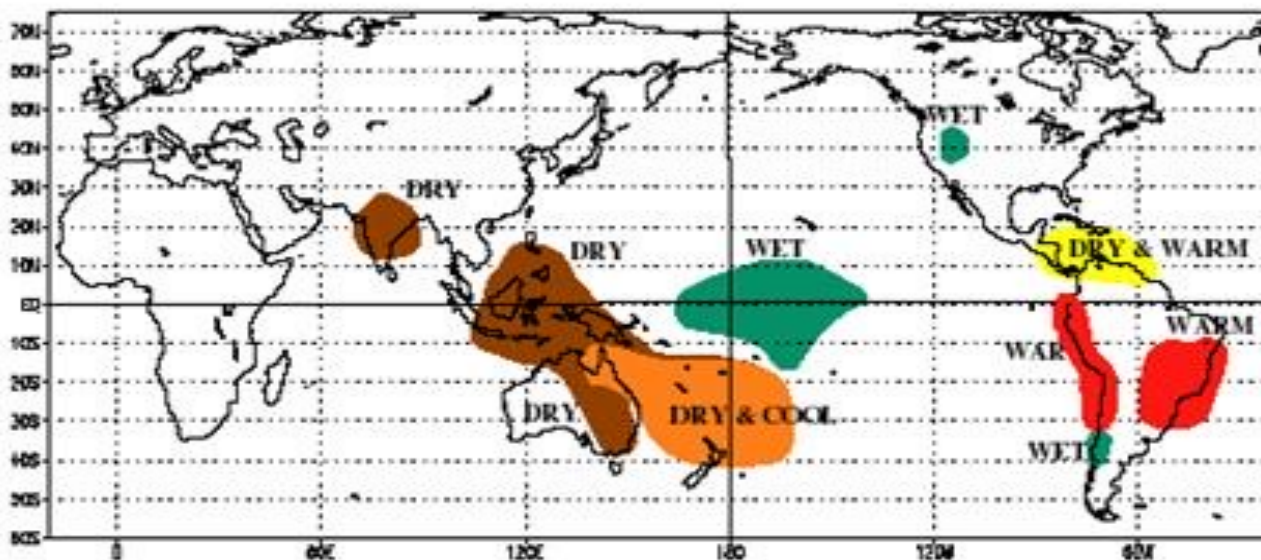 70N
60N
50N
WET
40N
30N
DRY
20N
DRY
WET
DRY & WARM
10N
EQ
WARM
10S
WAR
20S
DRY
DRY & COOL
30S
WET
40S
50S
60S
0
60E
120E
180
120W
60W